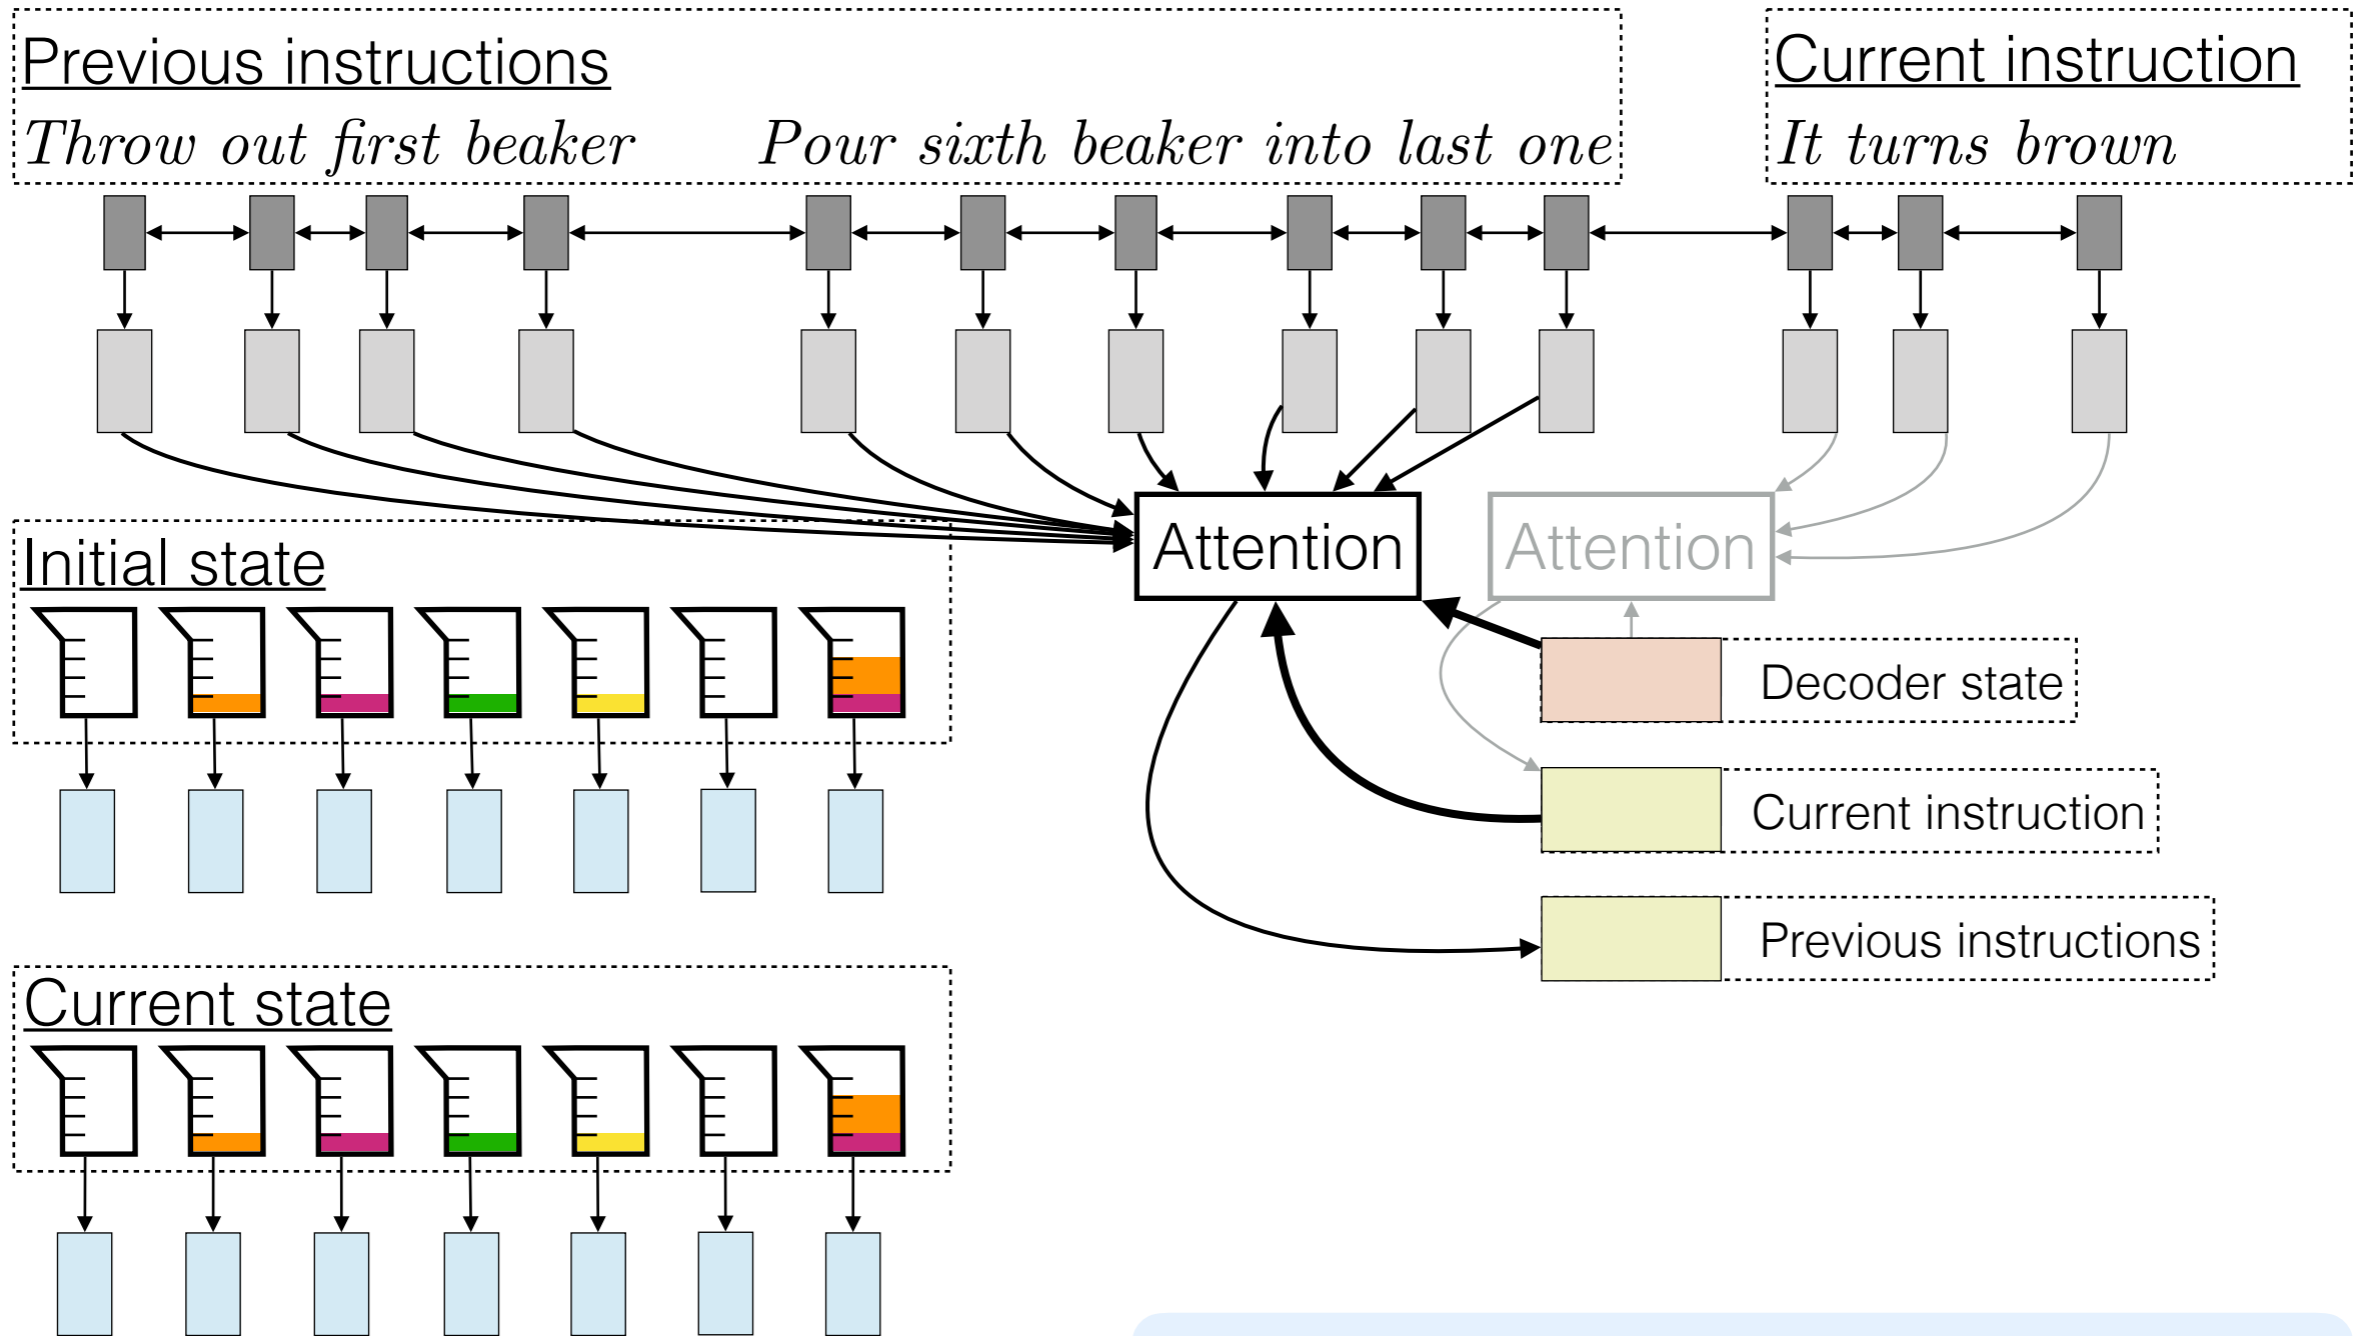 Previous instructions
Throw out first beaker
Pour sixth beaker into last one
Current instruction
It turns brown
Attention
Attention
Initial state
Decoder state
Current instruction
Previous instructions
Current state